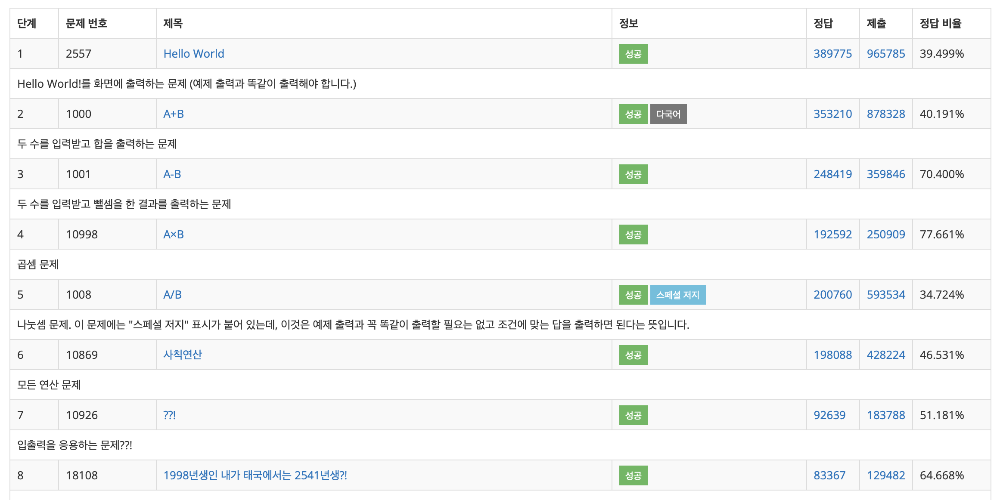 단계 문제 번호 제목 정보 정답 제출 정답 비율
1 2557 Hello World 성공 389775 965785 39.499%
Hello World!를 화면에 출력하는 문제 (예제 출력과 똑같이 출력해야 합니다.)
2 1000 A+B 성공 다국어 353210 878328 40.191%
두 수를 입력받고 합을 출력하는 문제
3 1001 A-B 성공 248419 359846 70.400%
두 수를 입력받고 뺄셈을 한 결과를 출력하는 문제
4 10998 A×B 성공 192592 250909 77.661%
곱셈 문제
5 1008 A/B 성공 스페셜 저지 200760 593534 34.724%
나눗셈 문제. 이 문제에는 "스페셜 저지" 표시가 붙어 있는데, 이것은 예제 출력과 꼭 똑같이 출력할 필요는 없고 조건에 맞는 답을 출력하면 된다는 뜻입니다.
6 10869 사칙연산 성공 198088 428224 46.531%
모든 연산 문제
7 10926 ??! 성공 92639 183788 51.181%
입출력을 응용하는 문제??!
8 18108 1998년생인 내가 태국에서는 2541년생?! 성공 83367 129482 64.668%